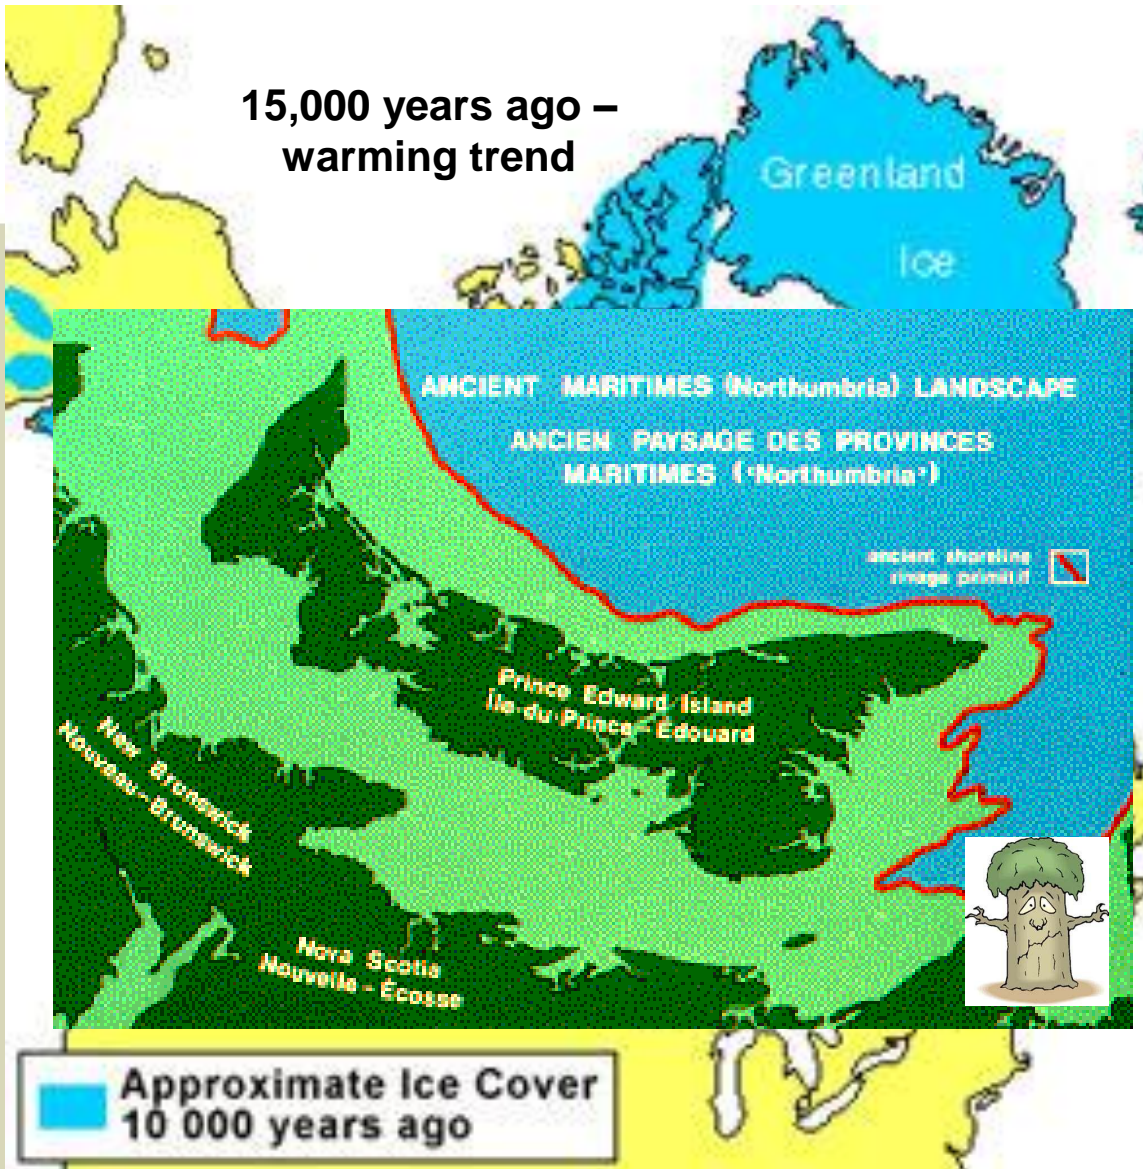 15,000 years ago –
warming trend
Greenland
Ice
ANCIENT MARITIMES (Northumbria) LANDSCAPE
ANCIEN PAYSAGE DES PROVINCES
MARITIMES ('Northumbria')
ancient shoreline
rivage primitif
Prince Edward Island
Île-du-Prince-Édouard
New Brunswick
Nouveau-Brunswick
Nova Scotia
Nouvelle-Écosse
Approximate Ice Cover
10 000 years ago